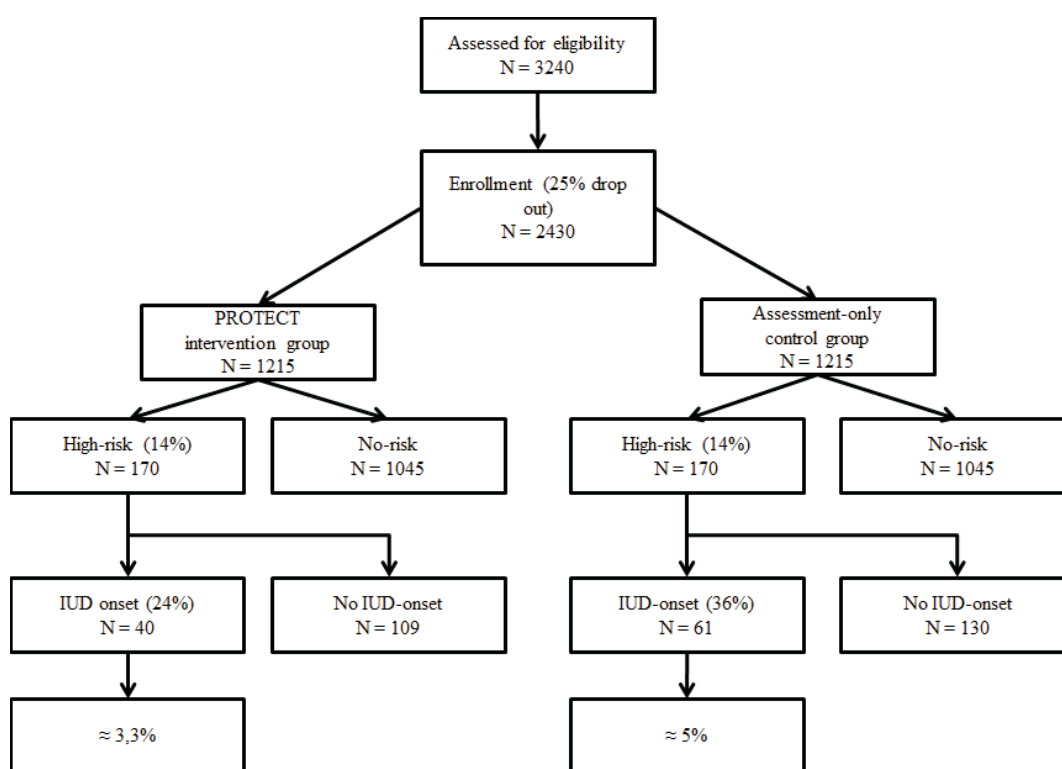 Assessed for eligibility
N = 3240
Enrollment (25% drop
out)
N = 2430
PROTECT
intervention group
N = 1215
Assessment-only
control group
N = 1215
High-risk (14%)
N = 170
No-risk
N = 1045
High-risk (14%)
N = 170
No-risk
N = 1045
IUD onset (24%)
N = 40
No IUD-onset
N = 109
IUD-onset (36%)
N = 61
No IUD-onset
N = 130
≈ 3,3%
≈ 5%